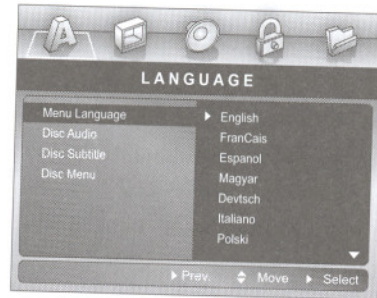 A
LANGUAGE
Menu Language
Disc Audio
Disc Subtitle
Disc Menu
English
FranCais
Espanol
Magyar
Devtsch
Italiano
Polski
Prev. Move Select